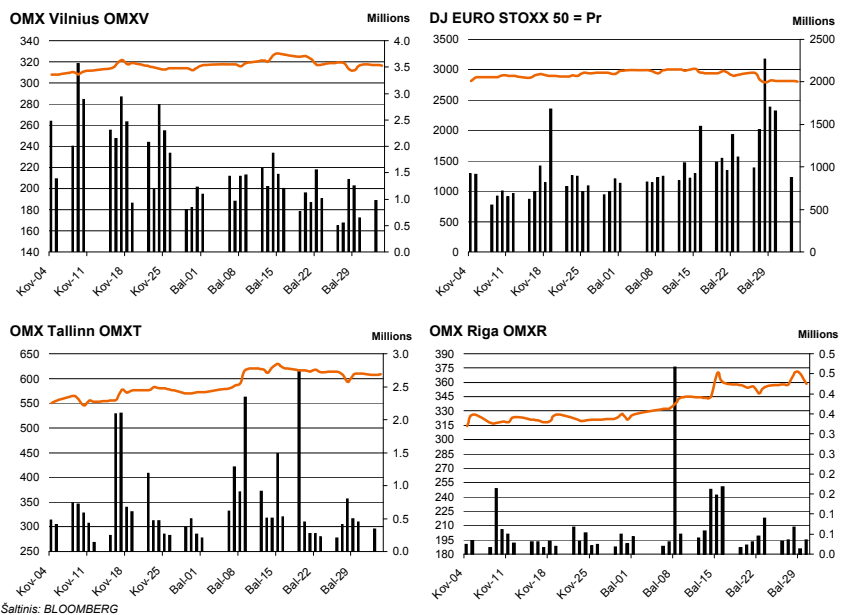 OMX Vilnius OMXV
Millions
340
320
300
280
260
240
220
200
180
160
140
4.0
3.5
3.0
2.5
2.0
1.5
1.0
0.5
0.0
Kov-04
Kov-11
Kov-18
Kov-25
Bal-01
Bal-08
Bal-15
Bal-22
Bal-29
DJ EURO STOXX 50 = Pr
Millions
3500
3000
2500
2000
1500
1000
500
0
2500
2000
1500
1000
500
0
Kov-04
Kov-11
Kov-18
Kov-25
Bal-01
Bal-08
Bal-15
Bal-22
Bal-29
OMX Tallinn OMXT
Millions
650
600
550
500
450
400
350
300
250
3.0
2.5
2.0
1.5
1.0
0.5
0.0
Kov-04
Kov-11
Kov-18
Kov-25
Bal-01
Bal-08
Bal-15
Bal-22
Bal-29
OMX Riga OMXR
Millions
390
375
360
345
330
315
300
285
270
255
240
225
210
195
180
0.5
0.5
0.4
0.4
0.3
0.3
0.2
0.2
0.1
0.1
0.0
Kov-04
Kov-11
Kov-18
Kov-25
Bal-01
Bal-08
Bal-15
Bal-22
Bal-29
Šaltinis: BLOOMBERG